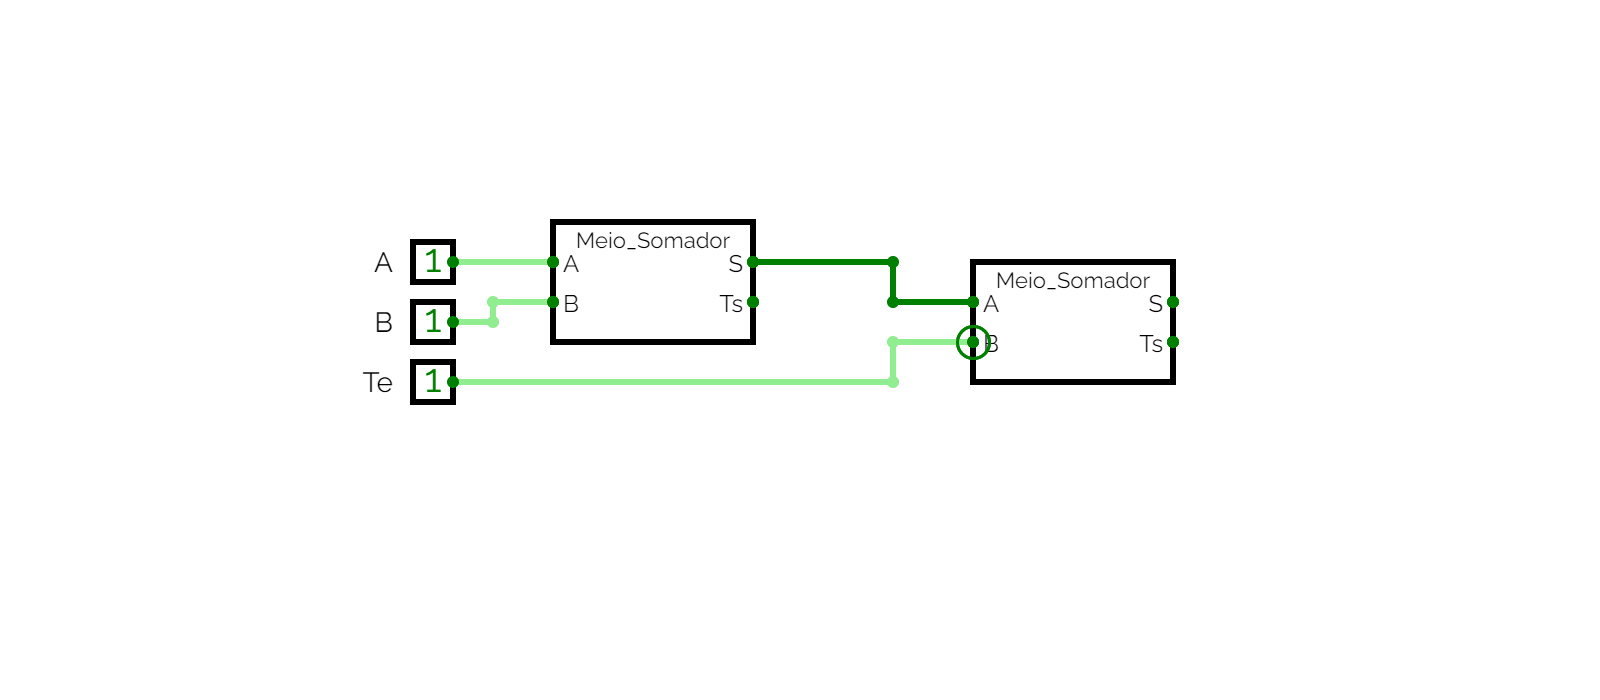 Meio_Somador
A 1 A S
Meio_Somador
B Ts A S
B 1
B Ts
Te 1